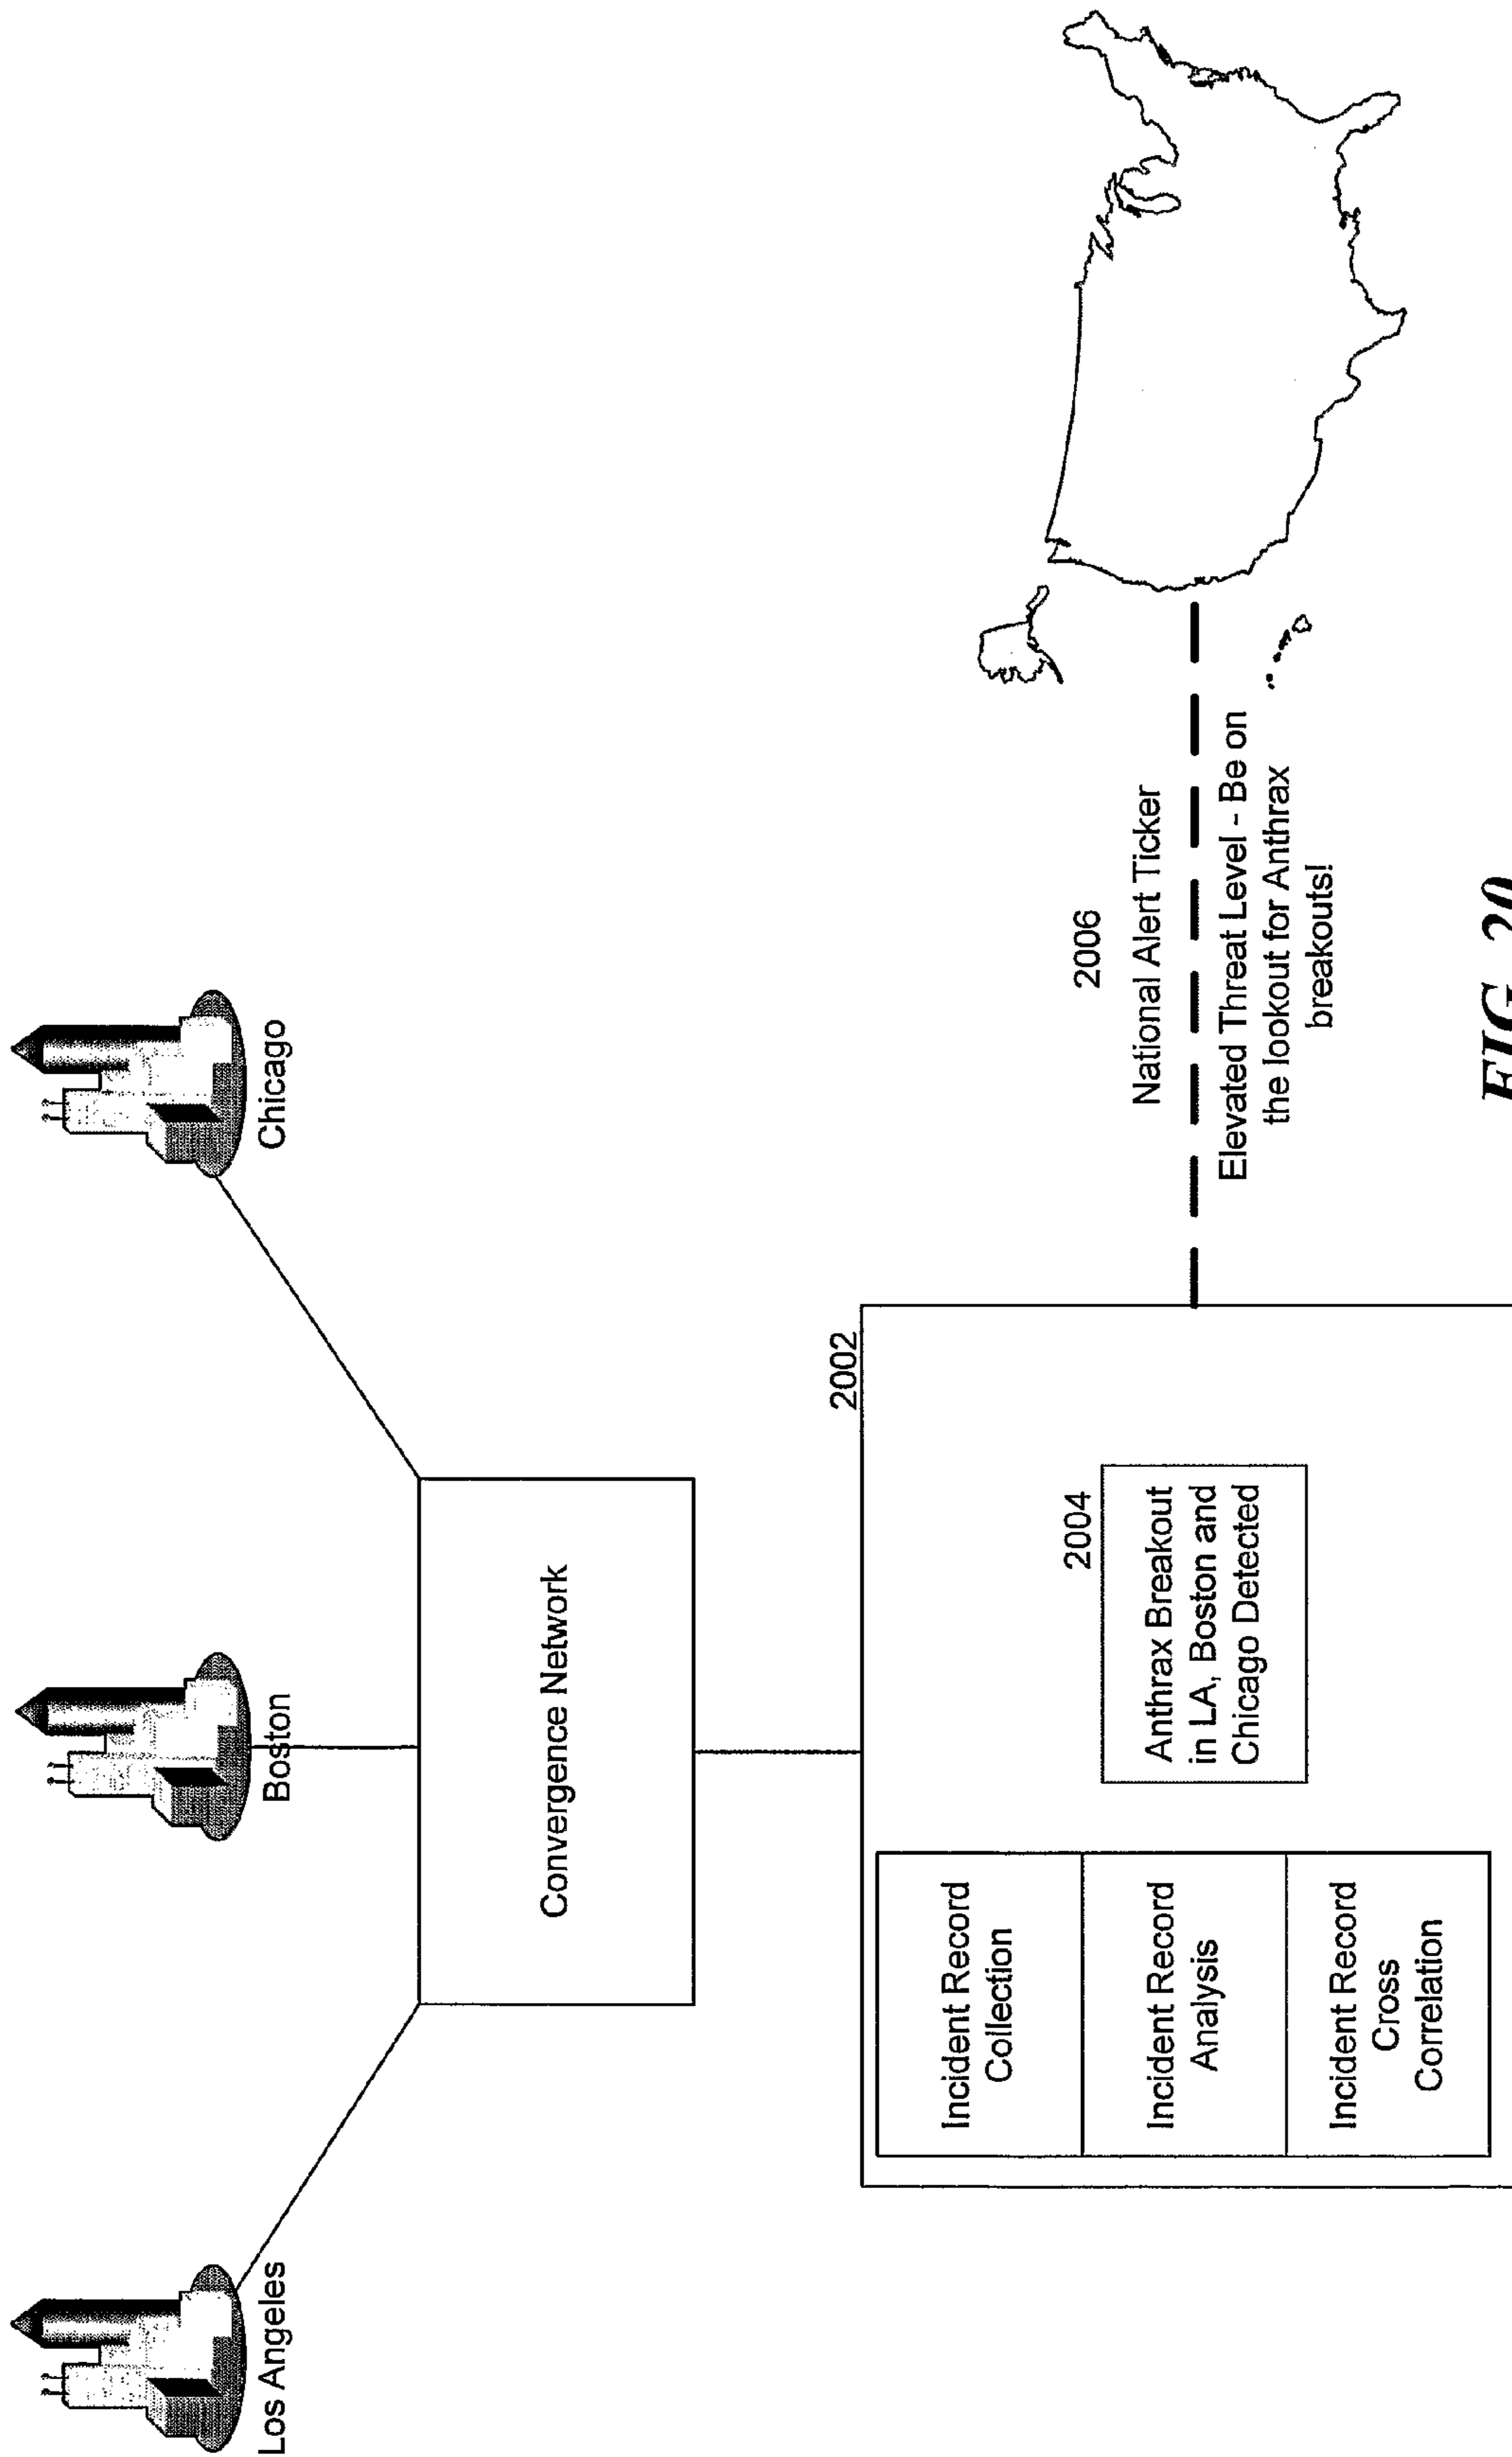 Los Angeles
Boston
Chicago
Convergence Network
2002
Incident Record
Collection
Incident Record
Analysis
Incident Record
Cross
Correlation
2004
Anthrax Breakout
in LA, Boston and
Chicago Detected
2006
National Alert Ticker
Elevated Threat Level - Be on
the lookout for Anthrax
breakouts!
FIG. 20